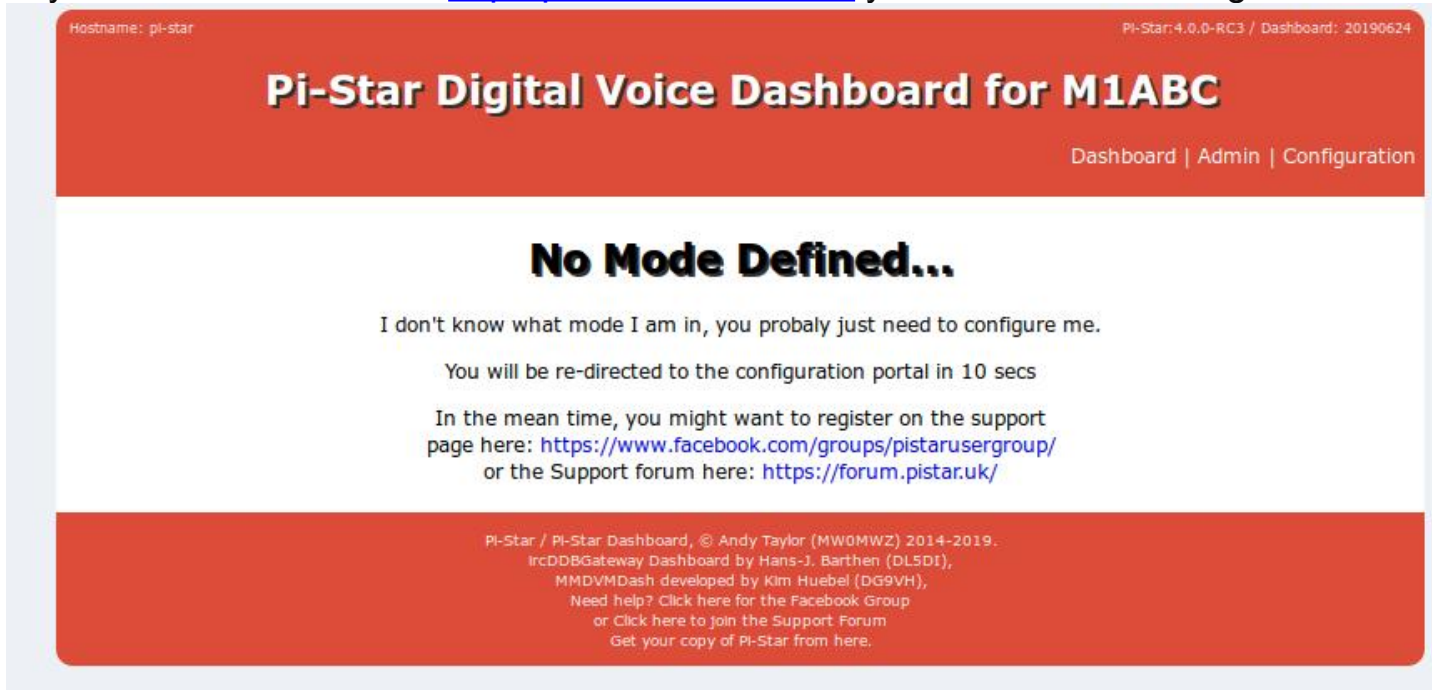 Hostname: pi-star
Pi-Star:4.0.0-RC3 / Dashboard: 20190624
Pi-Star Digital Voice Dashboard for M1ABC
Dashboard | Admin | Configuration
No Mode Defined...
I don't know what mode I am in, you probaly just need to configure me.
You will be re-directed to the configuration portal in 10 secs
In the mean time, you might want to register on the support
page here: https://www.facebook.com/groups/pistarusergroup/
or the Support forum here: https://forum.pistar.uk/
Pi-Star / Pi-Star Dashboard, © Andy Taylor (MW0MWZ) 2014-2019.
ircDDBGateway Dashboard by Hans-J. Barthen (DL5DI),
MMDVMDash developed by Kim Huebel (DG9VH),
Need help? Click here for the Facebook Group
or Click here to join the Support Forum
Get your copy of Pi-Star from here.